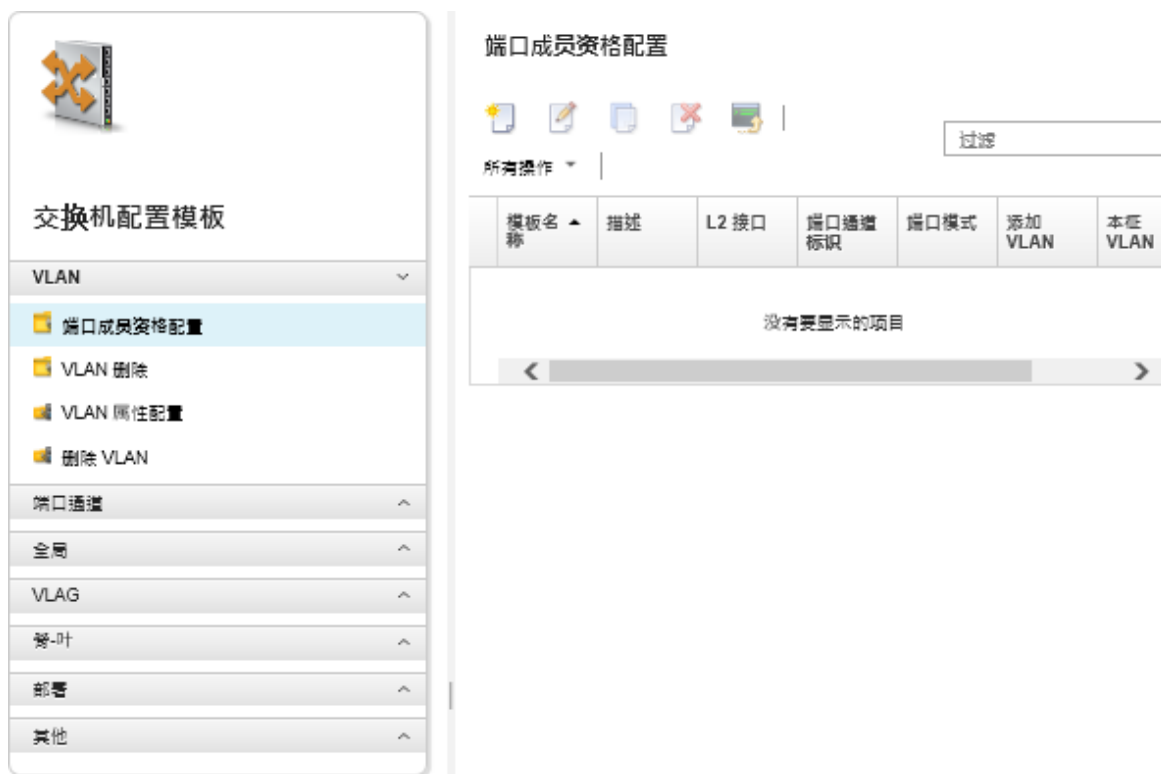 交换机配置模板
VLAN
端口成员资格配置
VLAN 删除
VLAN 属性配置
删除 VLAN
端口通道
全局
VLAG
脊-叶
部署
其他
端口成员资格配置
所有操作
过滤
模板名
称
描述
L2 接口
端口通道
标识
端口模式
添加
VLAN
本征
VLAN
没有要显示的项目